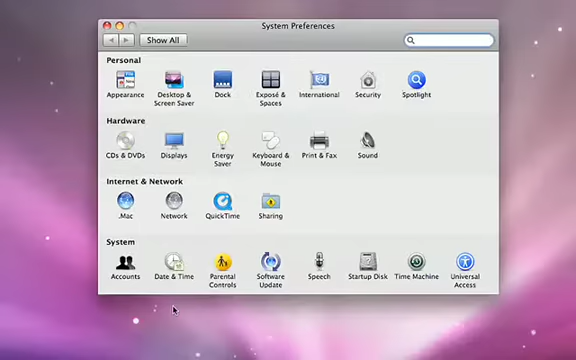 System Preferences
Show All
Personal
Appearance
Desktop &
Screen Saver
Dock
Exposé &
Spaces
International
Security
Spotlight
Hardware
CDs & DVDs
Displays
Energy
Saver
Keyboard &
Mouse
Print & Fax
Sound
Internet & Network
.Mac
Network
QuickTime
Sharing
System
Accounts
Date & Time
Parental
Controls
Software
Update
Speech
Startup Disk
Time Machine
Universal
Access